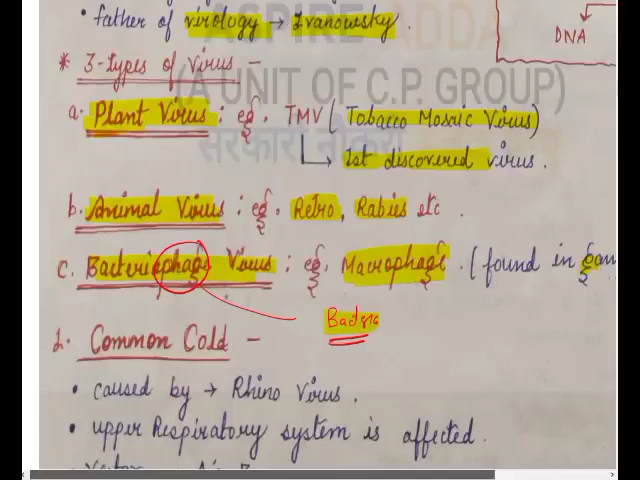 • father of virology → Ivanowsky.
DNA
* 3-types of Virus -
a. Plant Virus : eg. TMV (Tobacco Mosaic Virus)
1st discovered virus.
b. Animal Virus : eg Retro, Rabies etc
c. Bacteriophage Virus : eg. Macrophage. (found in
Bacteria
1. Common Cold -
• caused by → Rhino Virus.
• upper Respiratory system is affected.
ASPIRE ADDA
(A UNIT OF C.P. GROUP)
सरकारी नौकरी